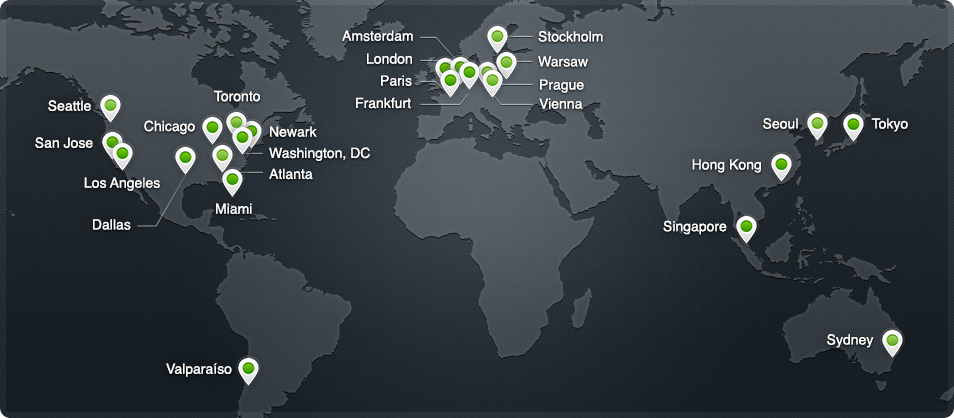 Amsterdam
Stockholm
London
Warsaw
Paris
Prague
Frankfurt
Vienna
Toronto
Seattle
Chicago
Newark
Seoul
Tokyo
San Jose
Washington, DC
Hong Kong
Los Angeles
Atlanta
Miami
Dallas
Singapore
Sydney
Valparaíso